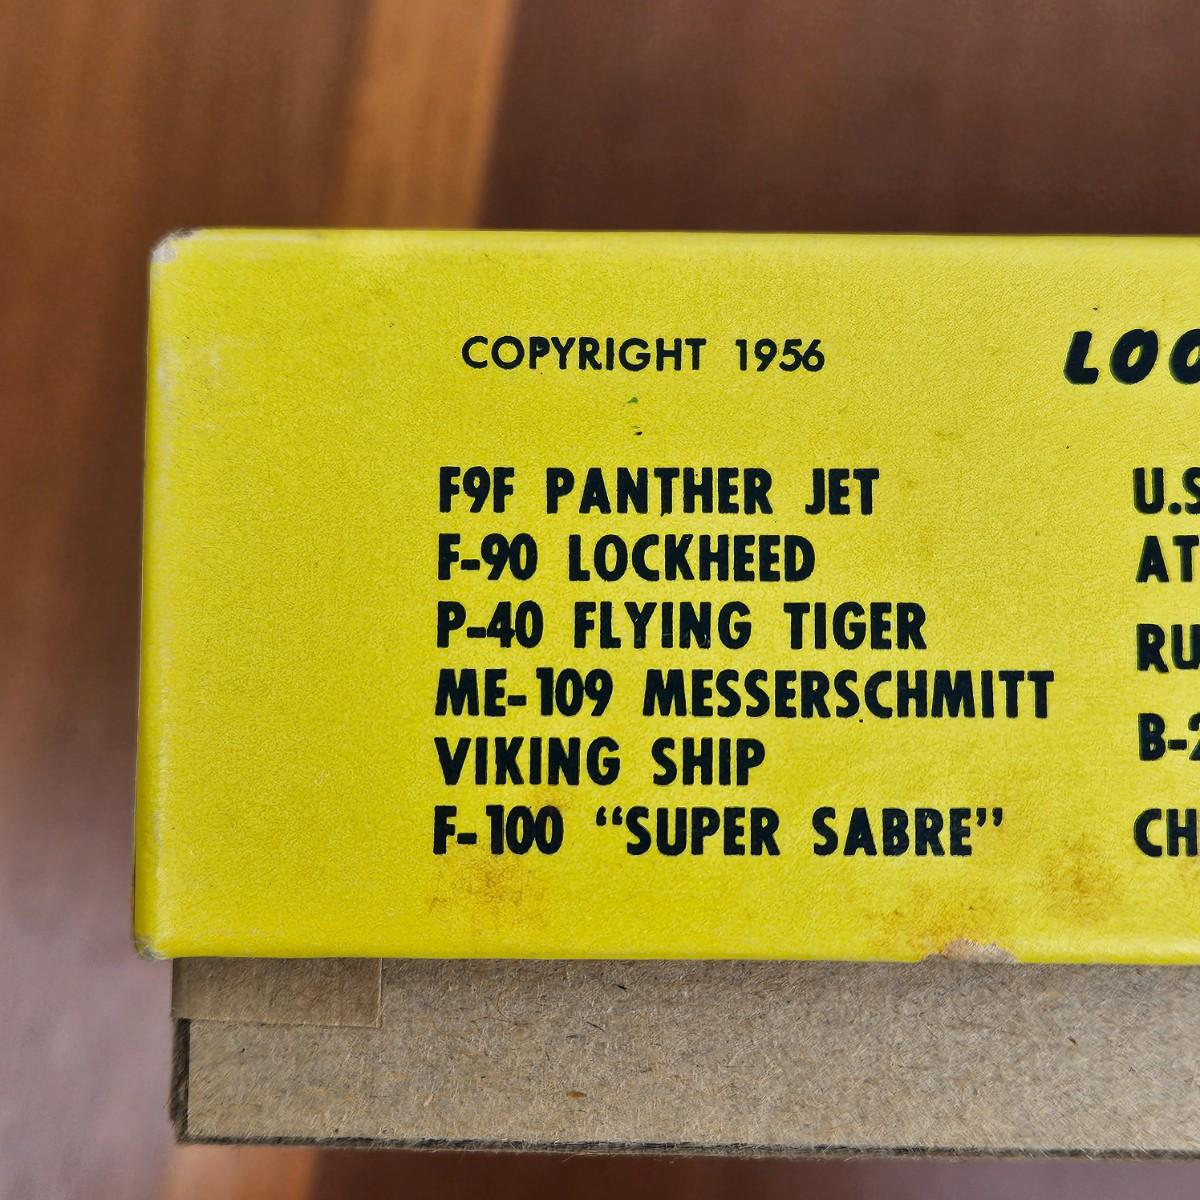 COPYRIGHT 1956
F9F PANTHER JET
F-90 LOCKHEED
P-40 FLYING TIGER
ME-109 MESSERSCHMITT
VIKING SHIP
F-100 “SUPER SABRE”
U.S